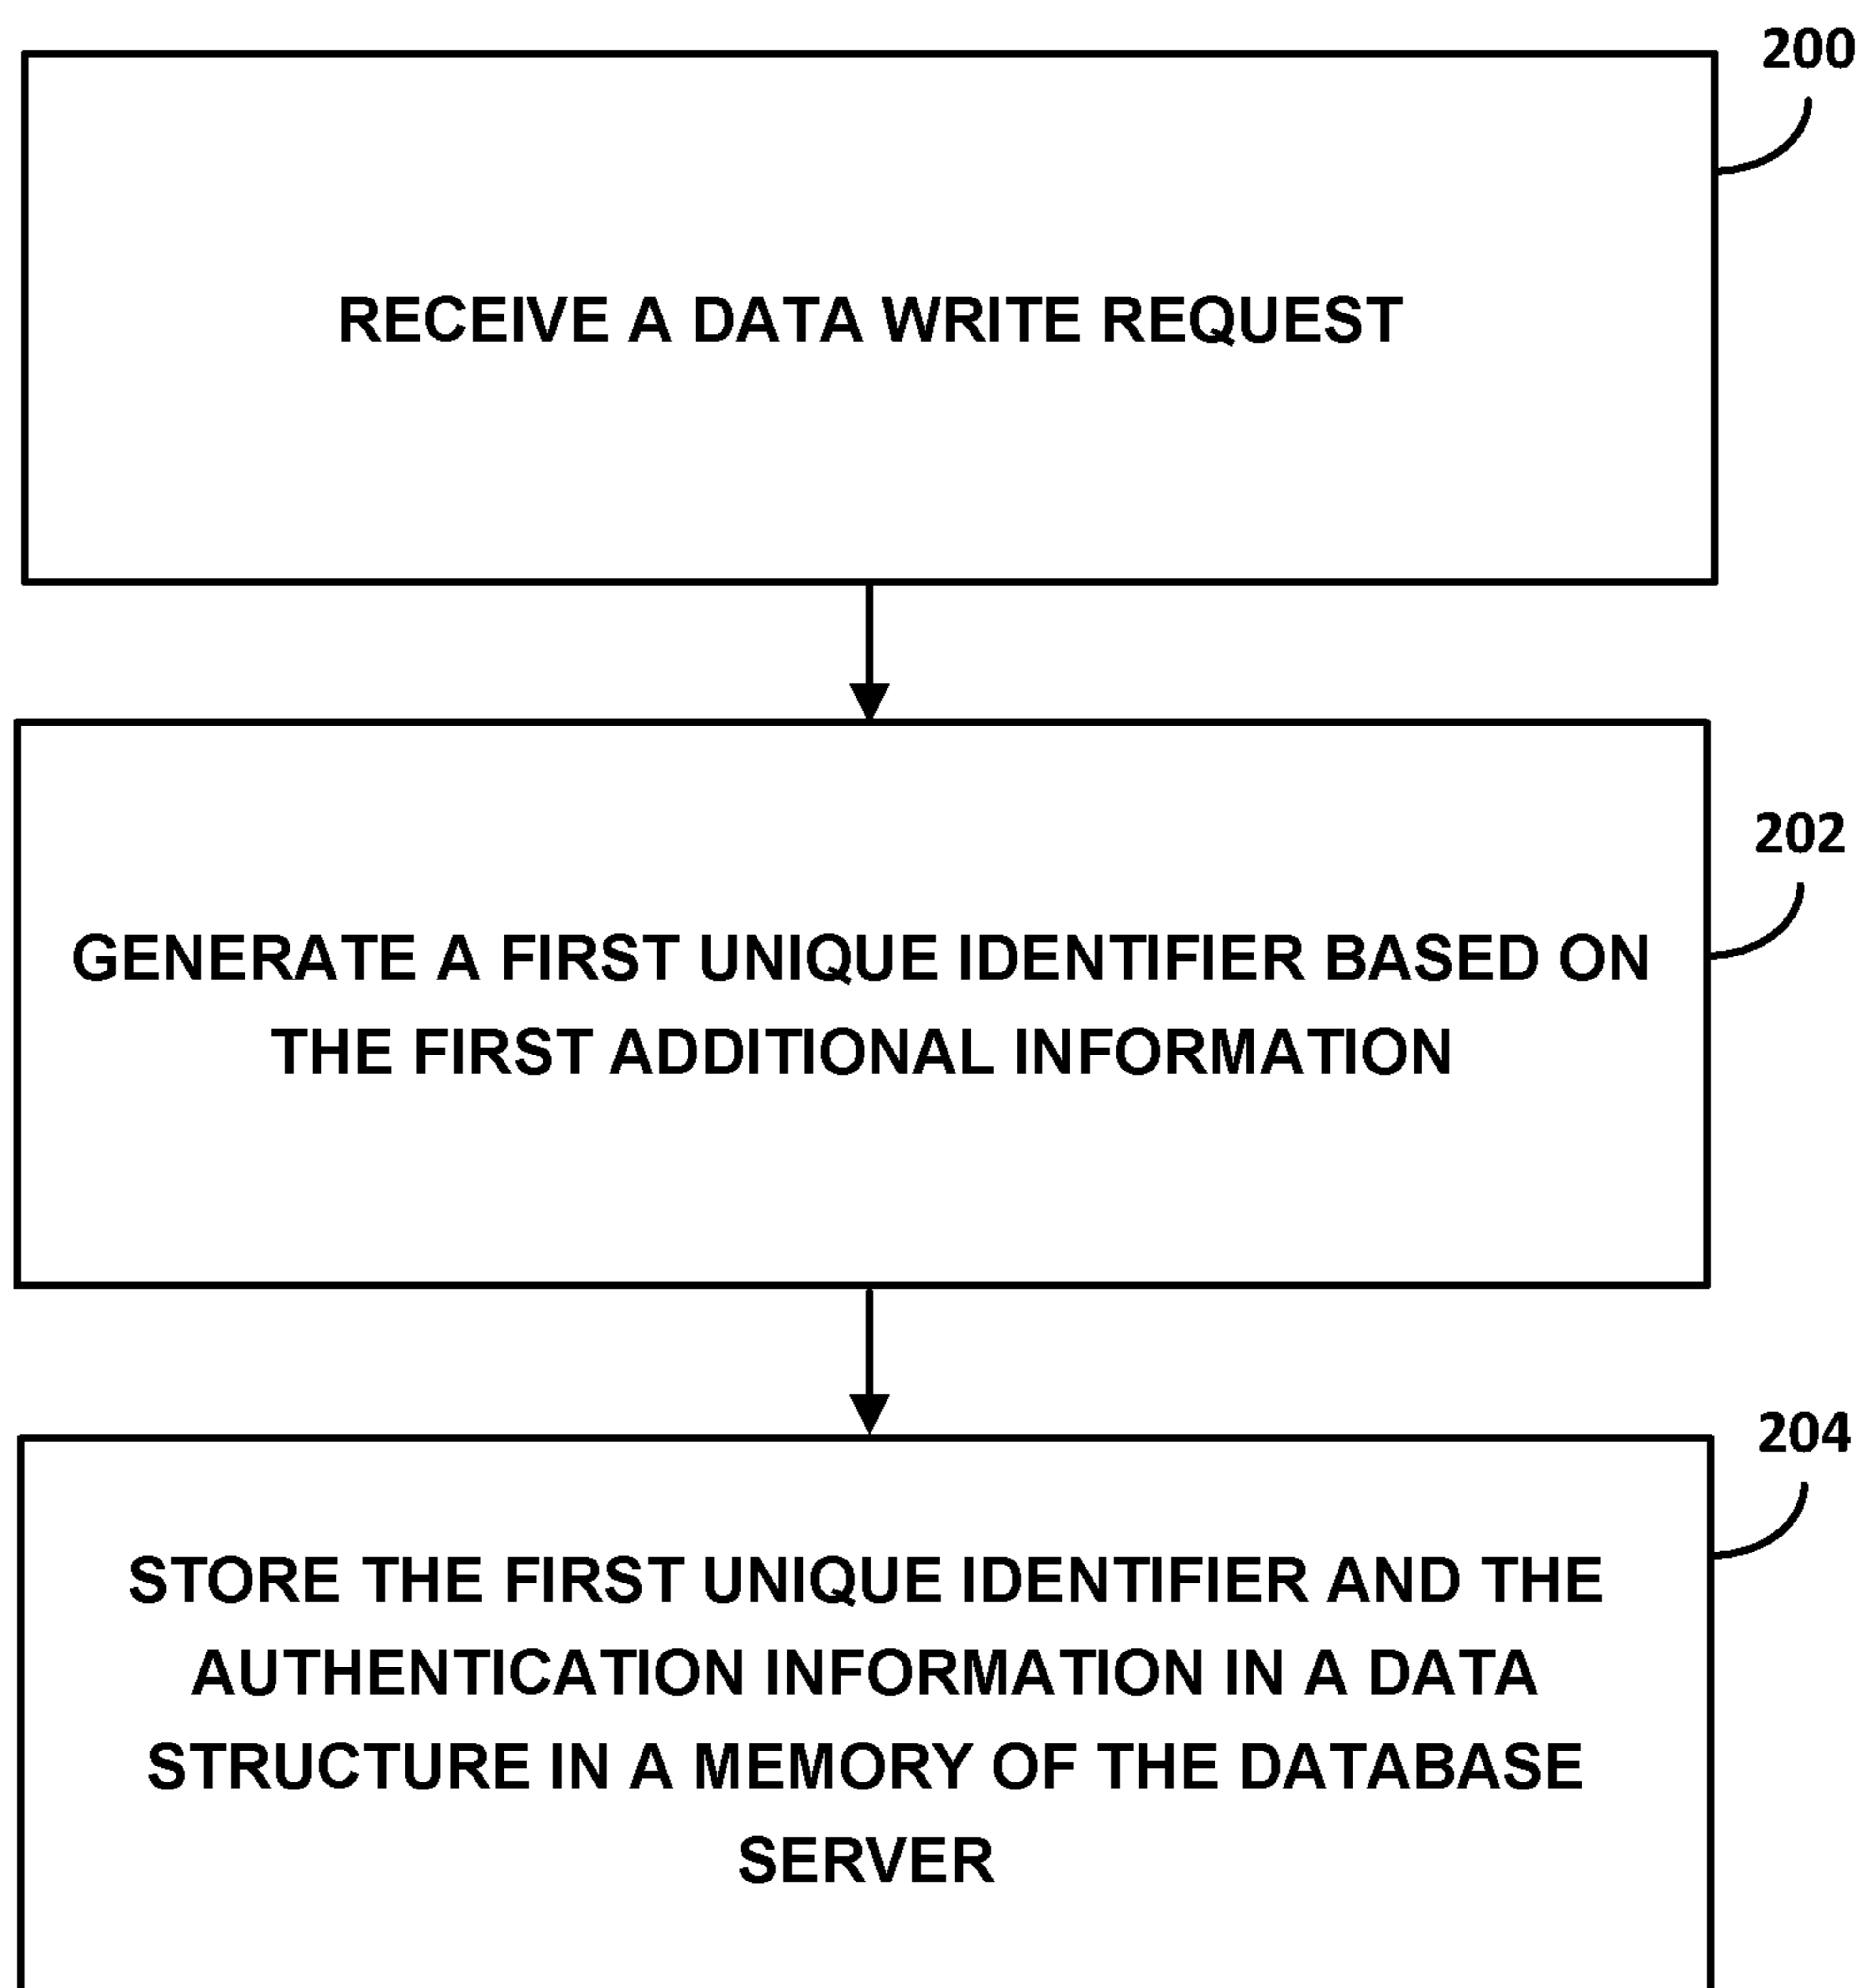 200
RECEIVE A DATA WRITE REQUEST
202
GENERATE A FIRST UNIQUE IDENTIFIER BASED ON
THE FIRST ADDITIONAL INFORMATION
204
STORE THE FIRST UNIQUE IDENTIFIER AND THE
AUTHENTICATION INFORMATION IN A DATA
STRUCTURE IN A MEMORY OF THE DATABASE
SERVER